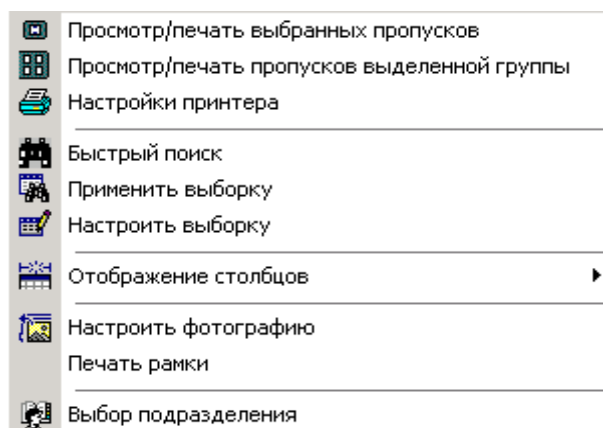 Просмотр/печать выбранных пропусков
Просмотр/печать пропусков выделенной группы
Настройки принтера
Быстрый поиск
Применить выборку
Настроить выборку
Отображение столбцов
Настроить фотографию
Печать рамки
Выбор подразделения